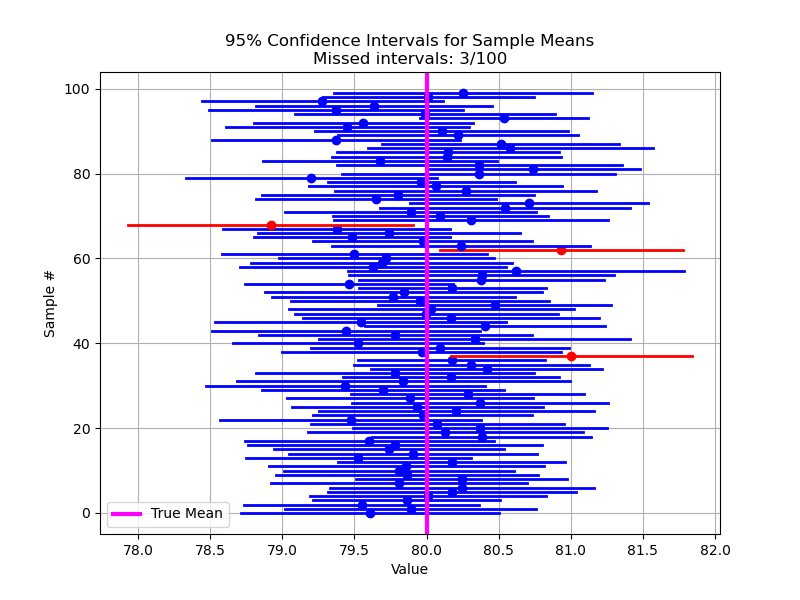 95% Confidence Intervals for Sample Means
Missed intervals: 3/100
100
80
60
40
20
0
Sample #
True Mean
78.0 78.5 79.0 79.5 80.0 80.5 81.0 81.5 82.0
Value